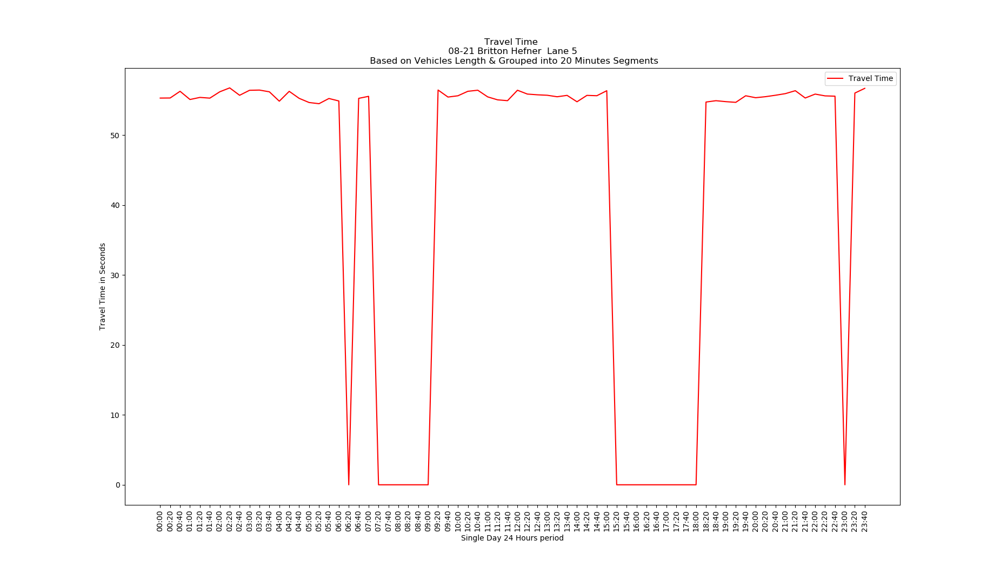 Travel Time
08-21 Britton Hefner  Lane 5
Based on Vehicles Length & Grouped into 20 Minutes Segments
Travel Time
50
40
30
20
10
0
Travel Time in Seconds
00:00 00:20 00:40 01:00 01:20 01:40 02:00 02:20 02:40 03:00 03:20 03:40 04:00 04:20 04:40 05:00 05:20 05:40 06:00 06:20 06:40 07:00 07:20 07:40 08:00 08:20 08:40 09:00 09:20 09:40 10:00 10:20 10:40 11:00 11:20 11:40 12:00 12:20 12:40 13:00 13:20 13:40 14:00 14:20 14:40 15:00 15:20 15:40 16:00 16:20 16:40 17:00 17:20 17:40 18:00 18:20 18:40 19:00 19:20 19:40 20:00 20:20 20:40 21:00 21:20 21:40 22:00 22:20 22:40 23:00 23:20 23:40
Single Day 24 Hours period